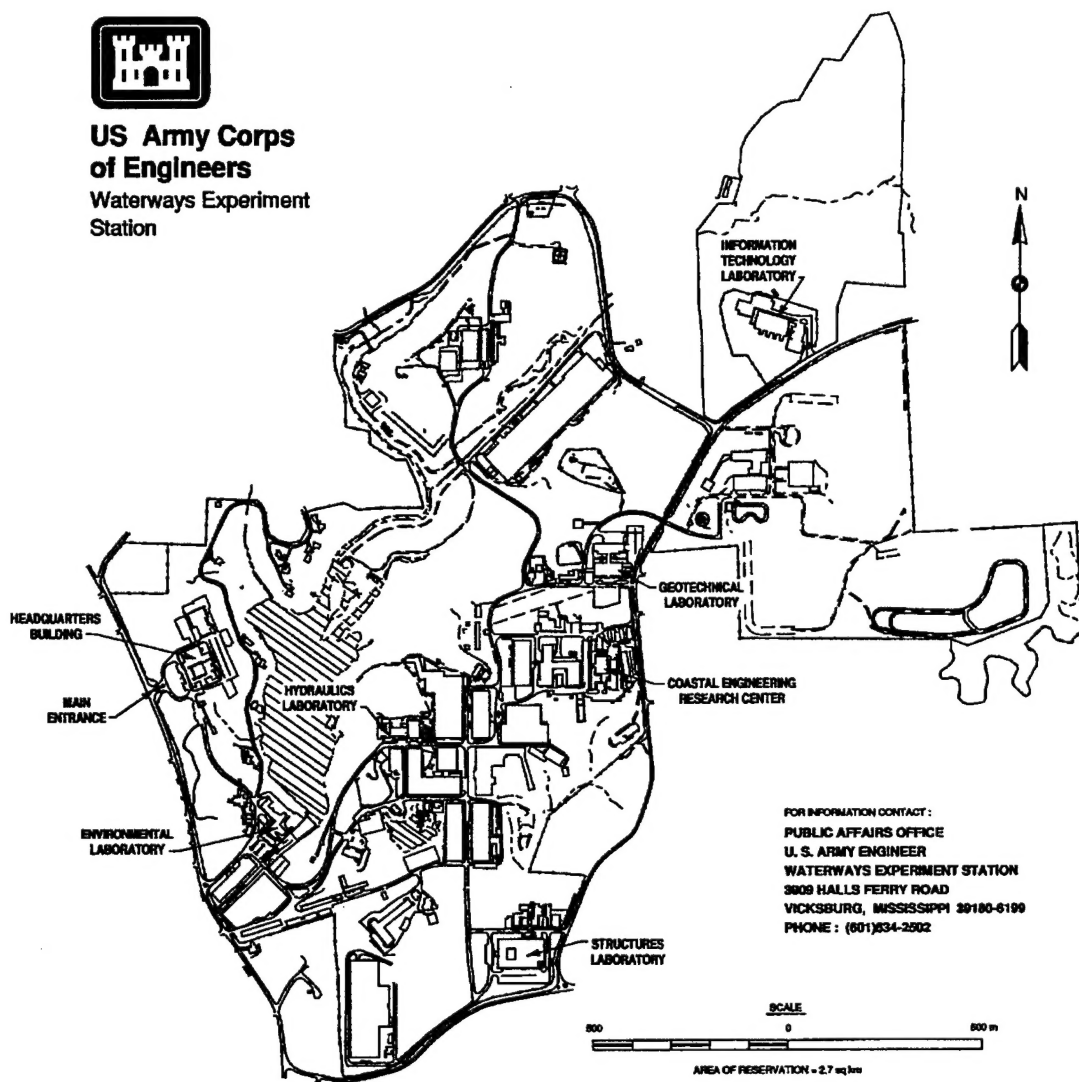 US Army Corps
of Engineers
Waterways Experiment
Station
N
INFORMATION
TECHNOLOGY
LABORATORY
GEOTECHNICAL
LABORATORY
HEADQUARTERS
BUILDING
MAIN
ENTRANCE
HYDRAULICS
LABORATORY
COASTAL ENGINEERING
RESEARCH CENTER
ENVIRONMENTAL
LABORATORY
STRUCTURES
LABORATORY
FOR INFORMATION CONTACT :
PUBLIC AFFAIRS OFFICE
U. S. ARMY ENGINEER
WATERWAYS EXPERIMENT STATION
3909 HALLS FERRY ROAD
VICKSBURG, MISSISSIPPI 39180-6199
PHONE : (601)634-2502
SCALE
500 0 500 m
AREA OF RESERVATION = 2.7 sq km